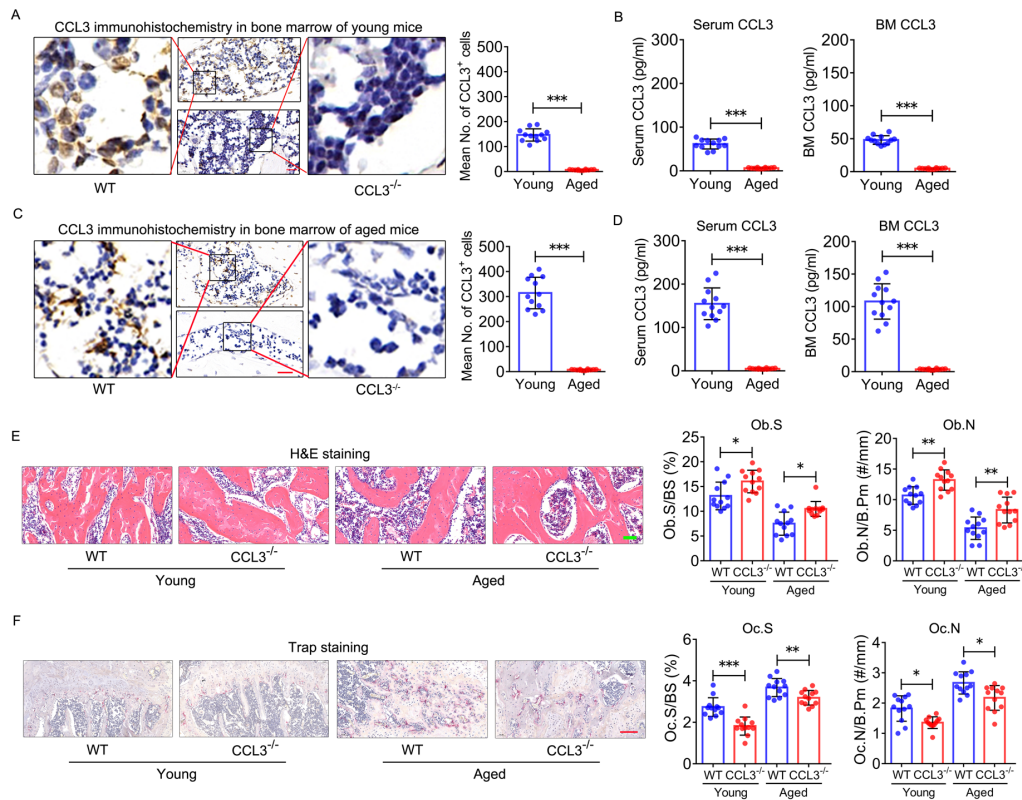 A
CCL3 immunohistochemistry in bone marrow of young mice
WT
CCL3-/-
Mean No. of CCL3+ cells
500
400
300
200
100
0
***
Young Aged
B
Serum CCL3
Serum CCL3 (pg/ml)
300
200
100
0
***
Young Aged
BM CCL3
BM CCL3 (pg/ml)
300
200
100
0
***
Young Aged
C
CCL3 immunohistochemistry in bone marrow of aged mice
WT
CCL3-/-
Mean No. of CCL3+ cells
500
400
300
200
100
0
***
Young Aged
D
Serum CCL3
Serum CCL3 (pg/ml)
300
200
100
0
***
Young Aged
BM CCL3
BM CCL3 (pg/ml)
200
150
100
50
0
***
Young Aged
E
H&E staining
WT CCL3-/- WT CCL3-/-
Young Aged
Ob.S
Ob.S/BS (%)
25
20
15
10
5
0
* *
WT CCL3-/- WT CCL3-/-
Young Aged
Ob.N
Ob.N/B.Pm (#/mm)
20
15
10
5
0
** **
WT CCL3-/- WT CCL3-/-
Young Aged
F
Trap staining
WT CCL3-/- WT CCL3-/-
Young Aged
Oc.S
Oc.S/BS (%)
6
4
2
0
*** **
WT CCL3-/- WT CCL3-/-
Young Aged
Oc.N
Oc.N/B.Pm (#/mm)
4
3
2
1
0
* *
WT CCL3-/- WT CCL3-/-
Young Aged